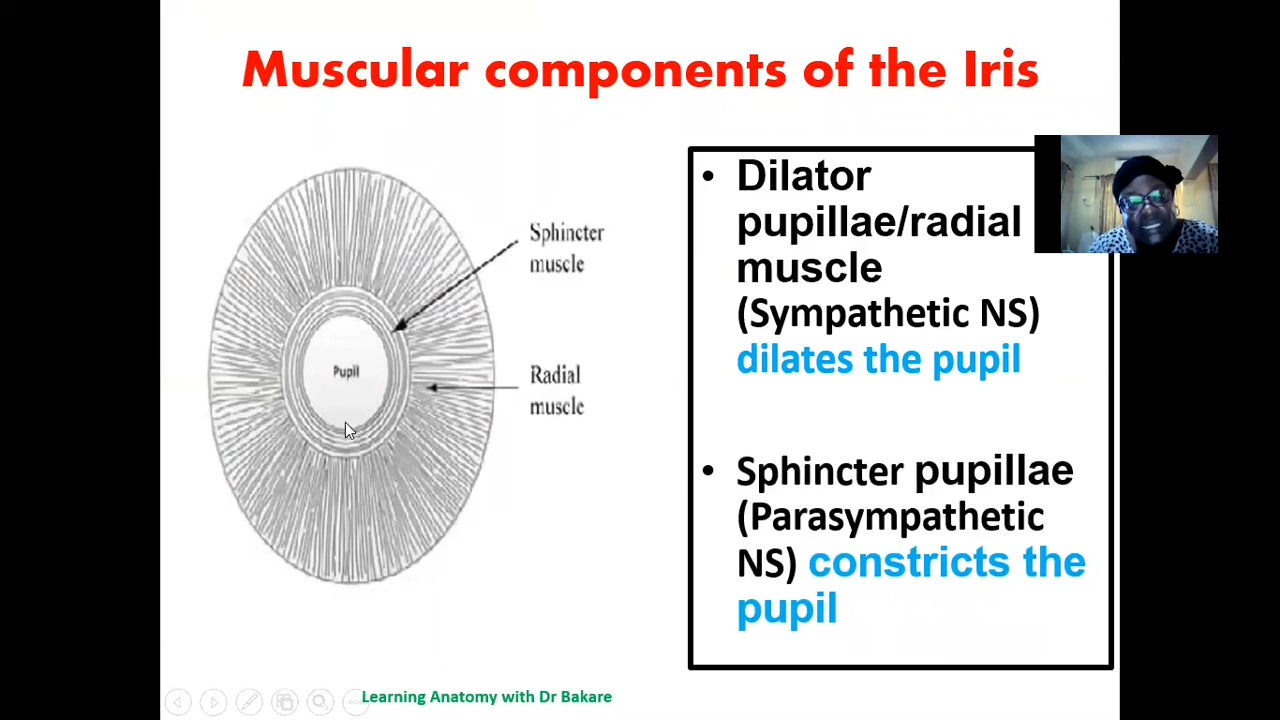 Muscular components of the Iris
Sphincter
muscle
Pupil
Radial
muscle
• Dilator
pupillae/radial
muscle
(Sympathetic NS)
dilates the pupil
• Sphincter pupillae
(Parasympathetic
NS) constricts the
pupil
Learning Anatomy with Dr Bakare